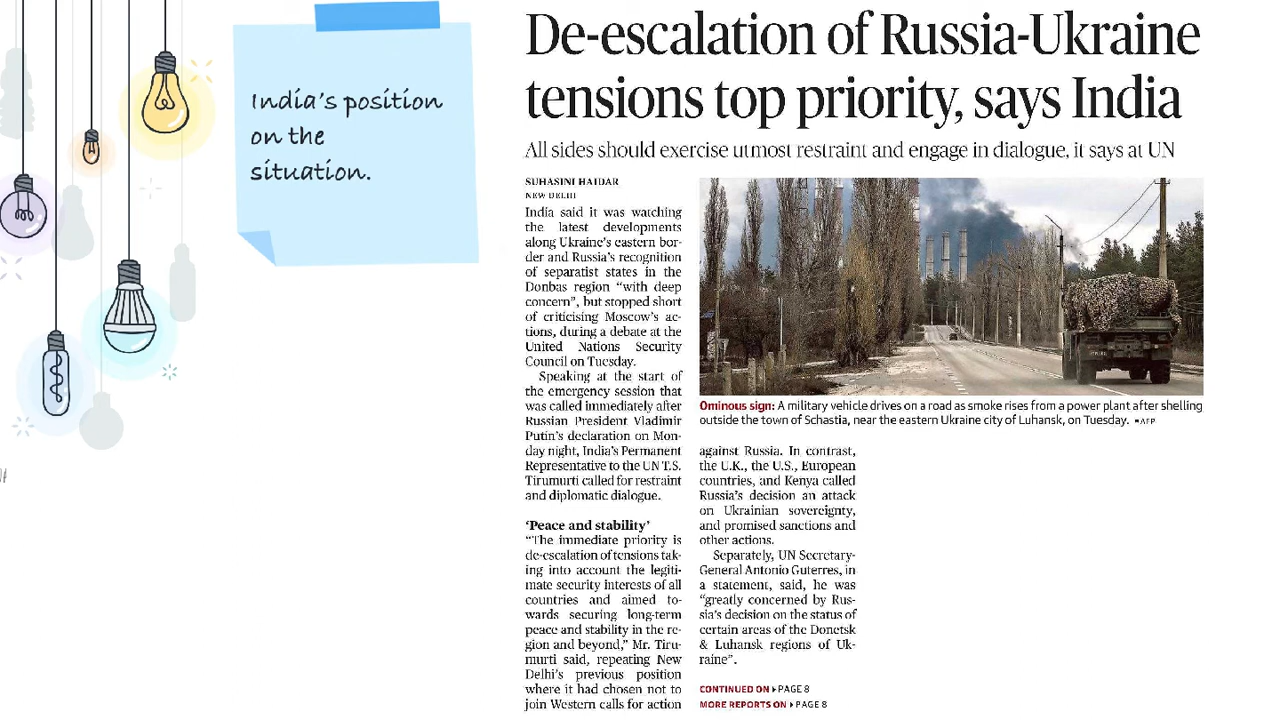 India's position
on the
situation.
De-escalation of Russia-Ukraine
tensions top priority, says India
All sides should exercise utmost restraint and engage in dialogue, it says at UN
SUHASINI HAIDAR
NEW DELHI
India said it was watching
the latest developments
along Ukraine's eastern bor-
der and Russia's recognition
of separatist states in the
Donbas region “with deep
concern”, but stopped short
of criticising Moscow's ac-
tions, during a debate at the
United Nations Security
Council on Tuesday.
Speaking at the start of
the emergency session that
was called immediately after
Russian President Vladimir
Putin's declaration on Mon-
day night, India's Permanent
Representative to the UN T.S.
Tirumurti called for restraint
and diplomatic dialogue.
‘Peace and stability’
“The immediate priority is
de-escalation of tensions tak-
ing into account the legiti-
mate security interests of all
countries and aimed to-
wards securing long-term
peace and stability in the re-
gion and beyond,” Mr. Tiru-
murti said, repeating New
Delhi's previous position
where it had chosen not to
join Western calls for action
Ominous sign: A military vehicle drives on a road as smoke rises from a power plant after shelling
outside the town of Schastia, near the eastern Ukraine city of Luhansk, on Tuesday. ▪AFP
against Russia. In contrast,
the U.K., the U.S., European
countries, and Kenya called
Russia's decision an attack
on Ukrainian sovereignty,
and promised sanctions and
other actions.
Separately, UN Secretary-
General Antonio Guterres, in
a statement, said, he was
“greatly concerned by Rus-
sia's decision on the status of
certain areas of the Donetsk
& Luhansk regions of Uk-
raine”.
CONTINUED ON ▸ PAGE 8
MORE REPORTS ON ▸ PAGE 8